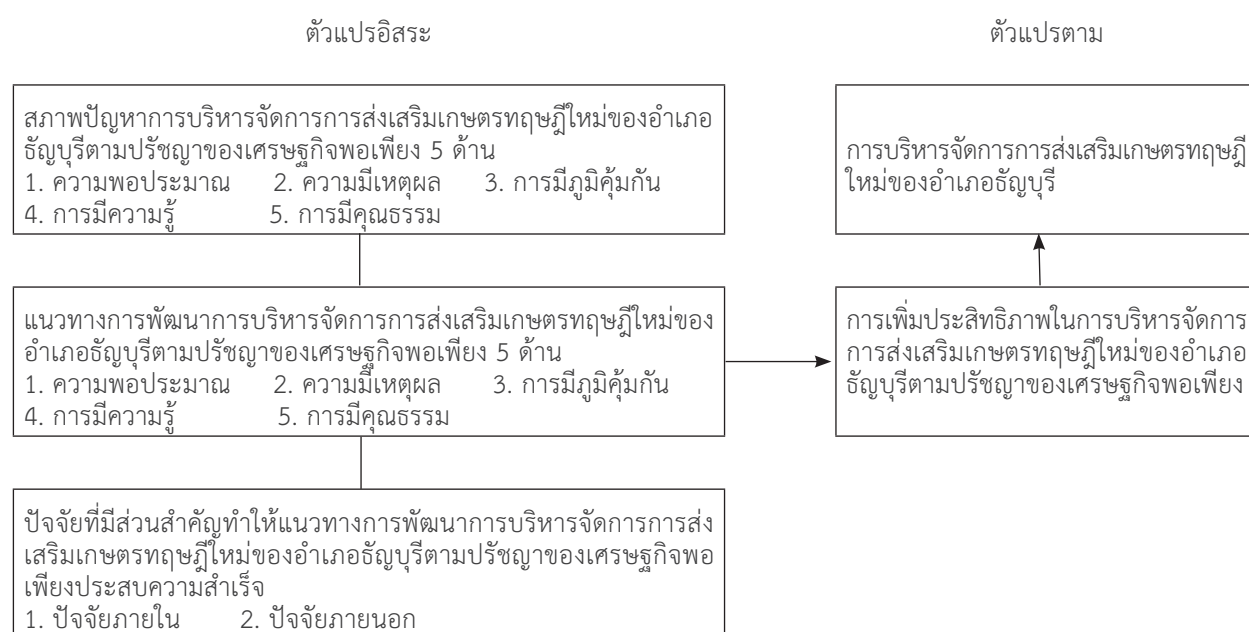 ตัวแปรอิสระ
ตัวแปรตาม
สภาพปัญหาการบริหารจัดการการส่งเสริมเกษตรทฤษฎีใหม่ของอำเภอ
ธัญบุรีตามปรัชญาของเศรษฐกิจพอเพียง 5 ด้าน
1. ความพอประมาณ 2. ความมีเหตุผล 3. การมีภูมิคุ้มกัน
4. การมีความรู้ 5. การมีคุณธรรม
การบริหารจัดการการส่งเสริมเกษตรทฤษฎี
ใหม่ของอำเภอธัญบุรี
แนวทางการพัฒนาการบริหารจัดการการส่งเสริมเกษตรทฤษฎีใหม่ของ
อำเภอธัญบุรีตามปรัชญาของเศรษฐกิจพอเพียง 5 ด้าน
1. ความพอประมาณ 2. ความมีเหตุผล 3. การมีภูมิคุ้มกัน
4. การมีความรู้ 5. การมีคุณธรรม
การเพิ่มประสิทธิภาพในการบริหารจัดการ
การส่งเสริมเกษตรทฤษฎีใหม่ของอำเภอ
ธัญบุรีตามปรัชญาของเศรษฐกิจพอเพียง
ปัจจัยที่มีส่วนสำคัญทำให้แนวทางการพัฒนาการบริหารจัดการการส่ง
เสริมเกษตรทฤษฎีใหม่ของอำเภอธัญบุรีตามปรัชญาของเศรษฐกิจพอ
เพียงประสบความสำเร็จ
1. ปัจจัยภายใน 2. ปัจจัยภายนอก